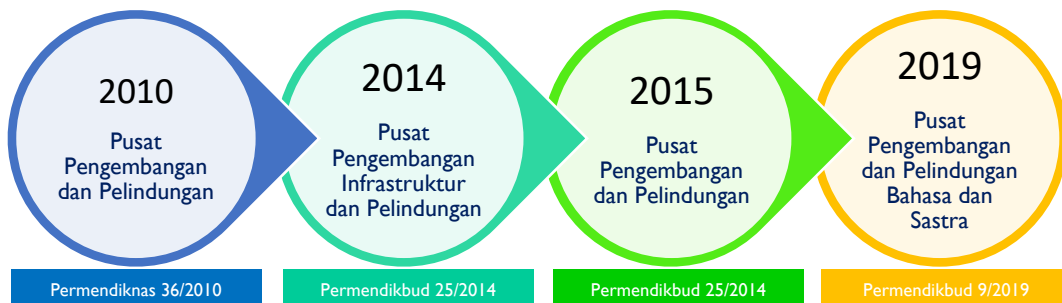 2010
Pusat
Pengembangan
dan Pelindungan
Permendiknas 36/2010
2014
Pusat
Pengembangan
Infrastruktur
dan Pelindungan
Permendikbud 25/2014
2015
Pusat
Pengembangan
dan Pelindungan
Permendikbud 25/2014
2019
Pusat
Pengembangan
dan Pelindungan
Bahasa dan
Sastra
Permendikbud 9/2019